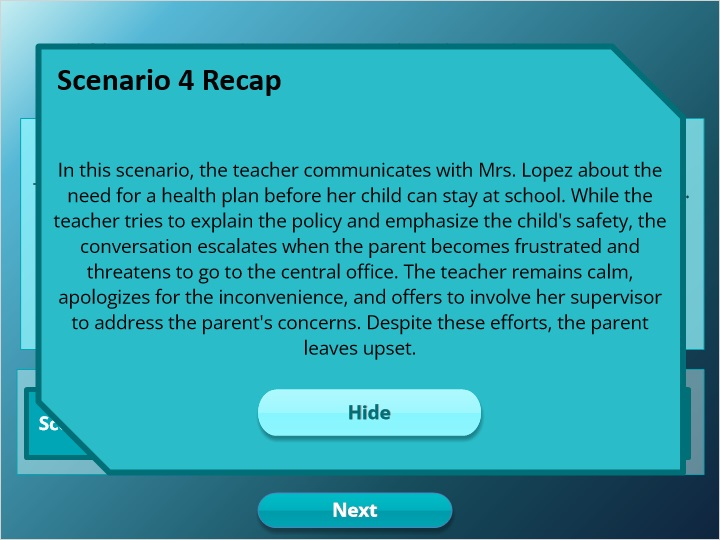 Scenario 4 Recap
In this scenario, the teacher communicates with Mrs. Lopez about the
need for a health plan before her child can stay at school. While the
teacher tries to explain the policy and emphasize the child's safety, the
conversation escalates when the parent becomes frustrated and
threatens to go to the central office. The teacher remains calm,
apologizes for the inconvenience, and offers to involve her supervisor
to address the parent's concerns. Despite these efforts, the parent
leaves upset.
Hide
Next